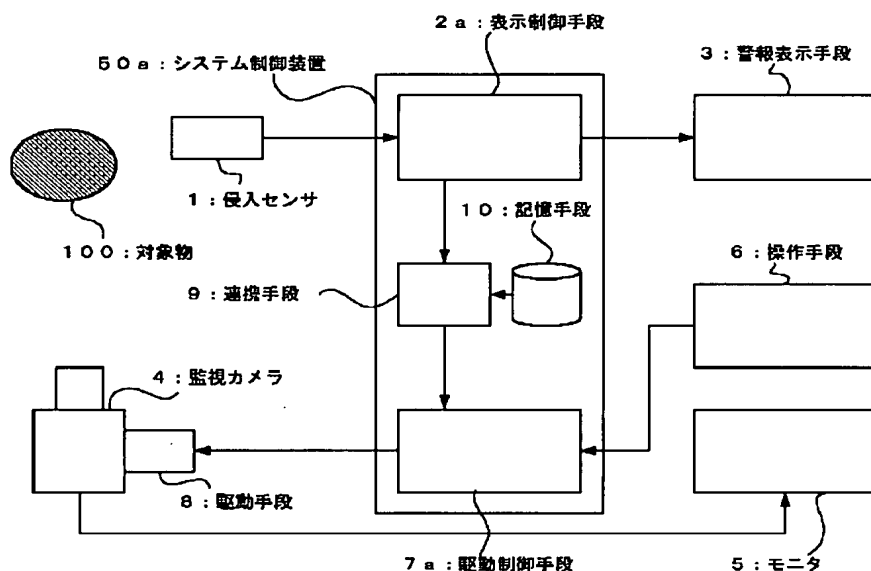 2a:表示制御手段
50a:システム制御装置
3:警報表示手段
1:侵入センサ
10:記憶手段
100:対象物
6:操作手段
9:連携手段
4:監視カメラ
8:駆動手段
7a:駆動制御手段
5:モニタ